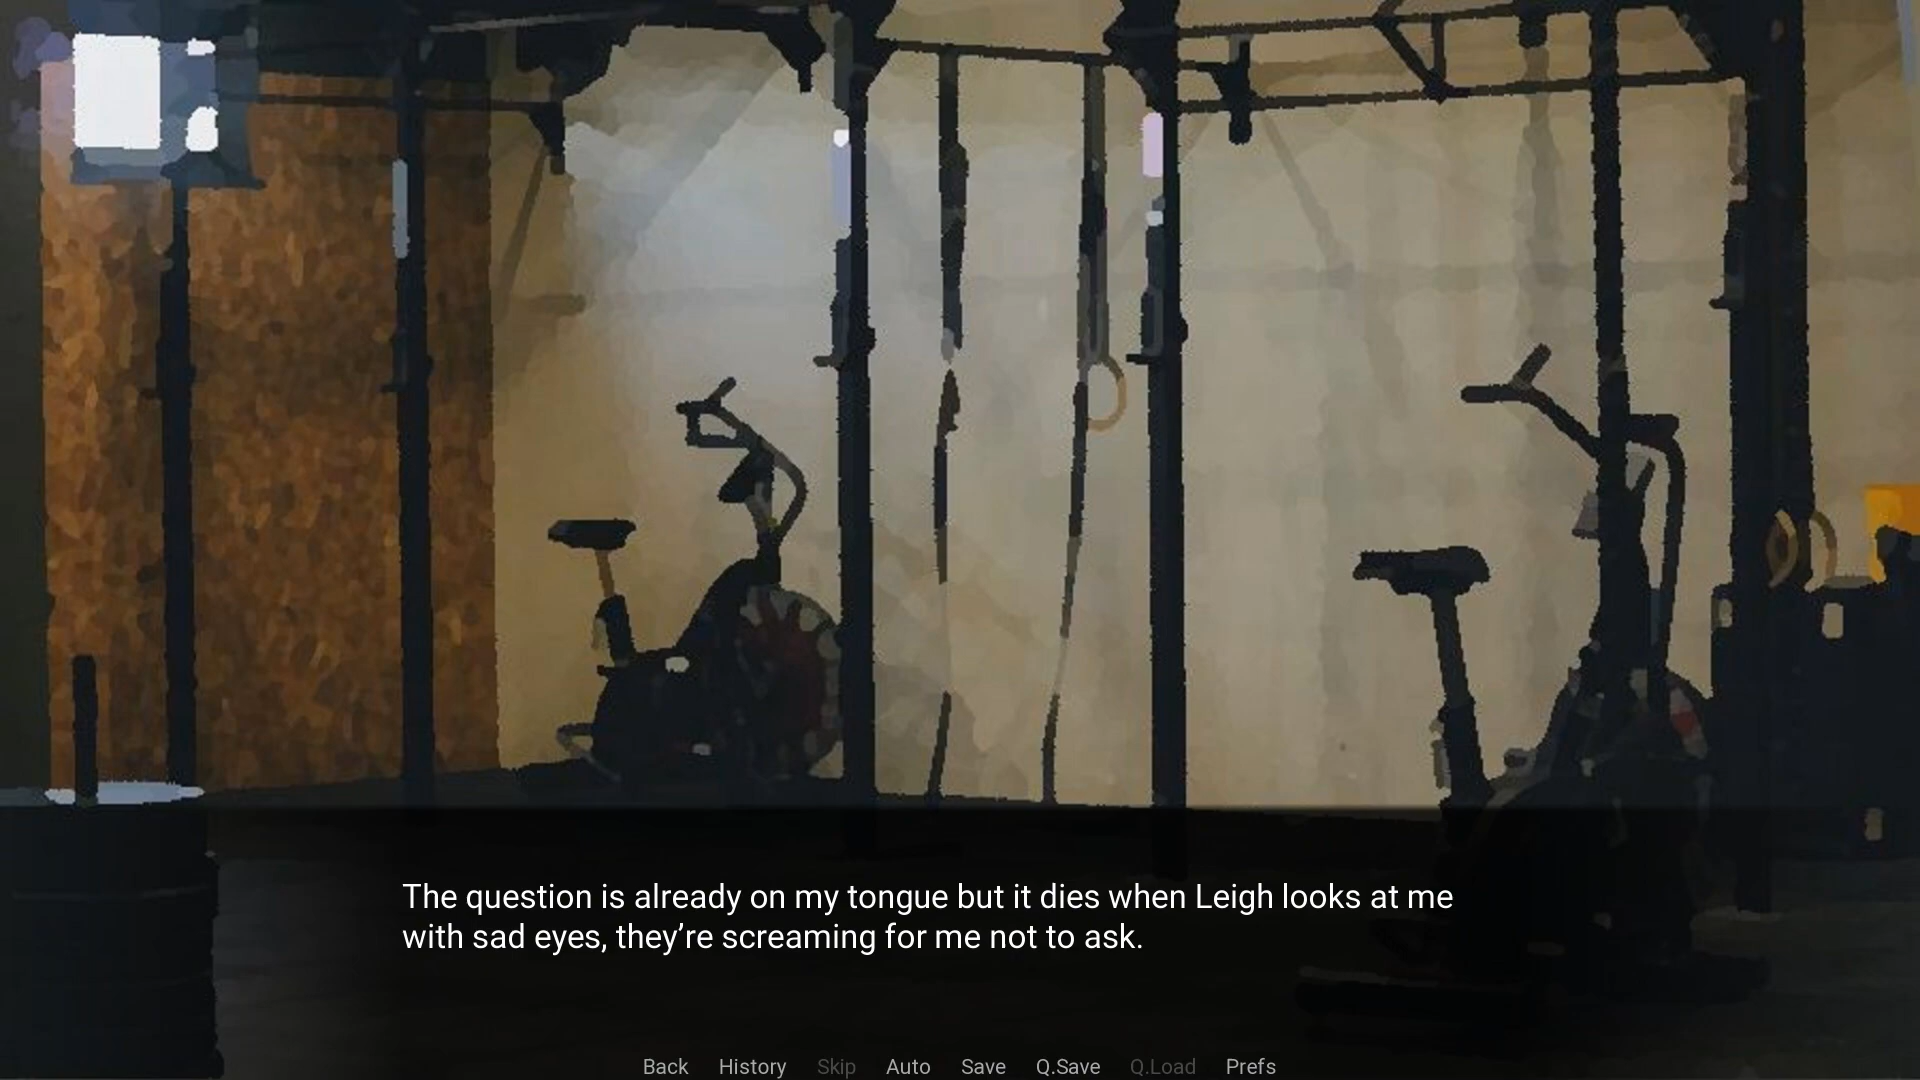 The question is already on my tongue but it dies when Leigh looks at me
with sad eyes, they’re screaming for me not to ask.
Back History Skip Auto Save Q.Save Q.Load Prefs